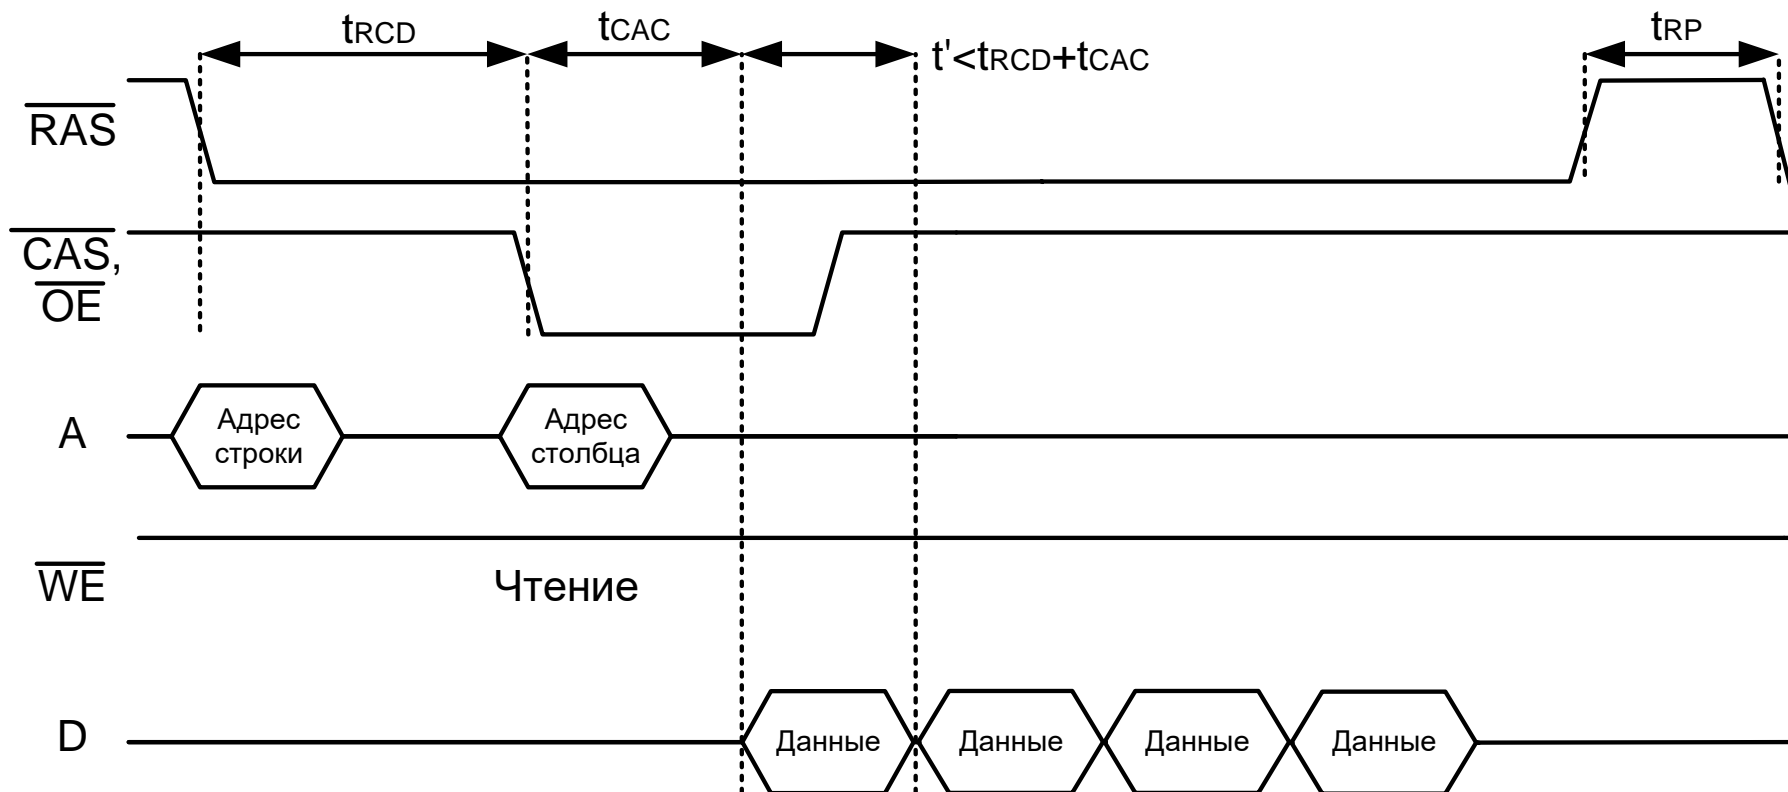 tRCD
tCAC
t'<tRCD+tCAC
tRP
RAS
CAS,
OE
A
Адрес
строки
Адрес
столбца
WE
Чтение
D
Данные
Данные
Данные
Данные